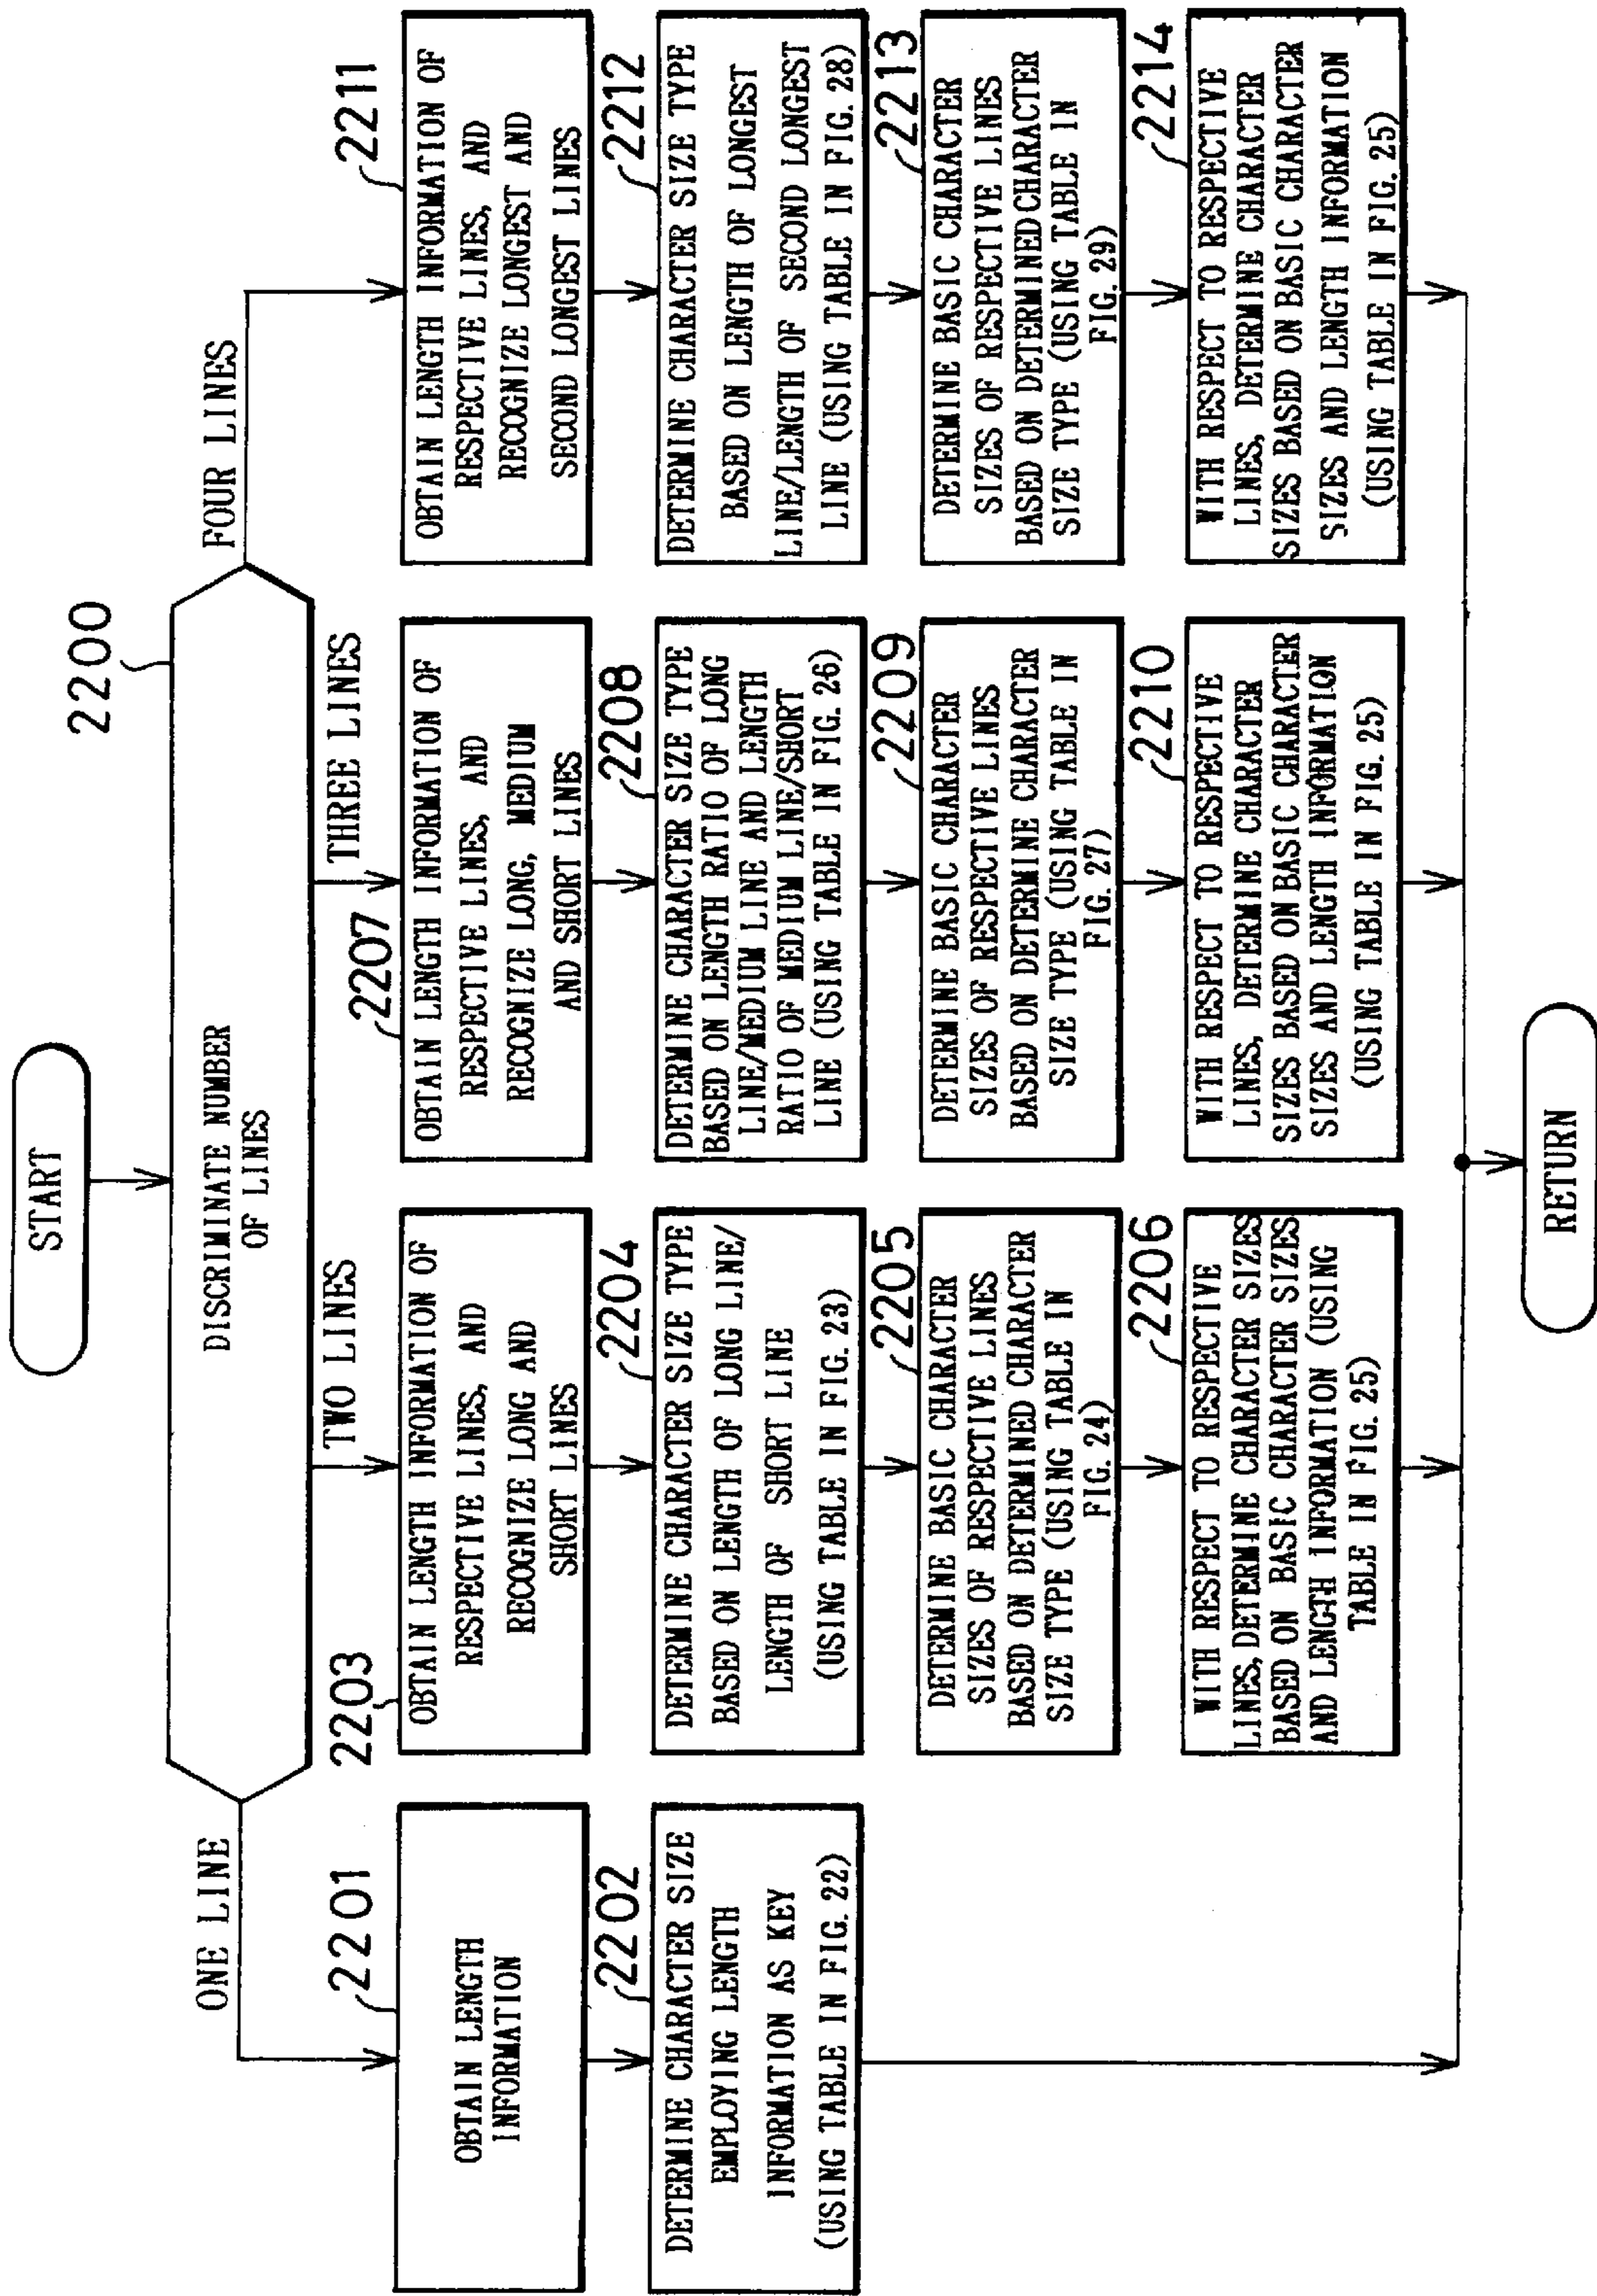 START
2200
DISCRIMINATE NUMBER
OF LINES
ONE LINE
2201
OBTAIN LENGTH
INFORMATION
2202
DETERMINE CHARACTER SIZE
EMPLOYING LENGTH
INFORMATION AS KEY
(USING TABLE IN FIG. 22)
TWO LINES
2203
OBTAIN LENGTH INFORMATION OF
RESPECTIVE LINES, AND
RECOGNIZE LONG AND
SHORT LINES
2204
DETERMINE CHARACTER SIZE TYPE
BASED ON LENGTH OF LONG LINE/
LENGTH OF SHORT LINE
(USING TABLE IN FIG. 23)
2205
DETERMINE BASIC CHARACTER
SIZES OF RESPECTIVE LINES
BASED ON DETERMINED CHARACTER
SIZE TYPE (USING TABLE IN
FIG. 24)
2206
WITH RESPECT TO RESPECTIVE
LINES, DETERMINE CHARACTER SIZES
BASED ON BASIC CHARACTER SIZES
AND LENGTH INFORMATION (USING
TABLE IN FIG. 25)
THREE LINES
2207
OBTAIN LENGTH INFORMATION OF
RESPECTIVE LINES, AND
RECOGNIZE LONG, MEDIUM
AND SHORT LINES
2208
DETERMINE CHARACTER SIZE TYPE
BASED ON LENGTH RATIO OF LONG
LINE/MEDIUM LINE AND LENGTH
RATIO OF MEDIUM LINE/SHORT
LINE (USING TABLE IN FIG. 26)
2209
DETERMINE BASIC CHARACTER
SIZES OF RESPECTIVE LINES
BASED ON DETERMINE CHARACTER
SIZE TYPE (USING TABLE IN
FIG. 27)
2210
WITH RESPECT TO RESPECTIVE
LINES, DETERMINE CHARACTER
SIZES BASED ON BASIC CHARACTER
SIZES AND LENGTH INFORMATION
(USING TABLE IN FIG. 25)
FOUR LINES
2211
OBTAIN LENGTH INFORMATION OF
RESPECTIVE LINES, AND
RECOGNIZE LONGEST AND
SECOND LONGEST LINES
2212
DETERMINE CHARACTER SIZE TYPE
BASED ON LENGTH OF LONGEST
LINE/LENGTH OF SECOND LONGEST
LINE (USING TABLE IN FIG. 28)
2213
DETERMINE BASIC CHARACTER
SIZES OF RESPECTIVE LINES
BASED ON DETERMINED CHARACTER
SIZE TYPE (USING TABLE IN
FIG. 29)
2214
WITH RESPECT TO RESPECTIVE
LINES, DETERMINE CHARACTER
SIZES BASED ON BASIC CHARACTER
SIZES AND LENGTH INFORMATION
(USING TABLE IN FIG. 25)
RETURN